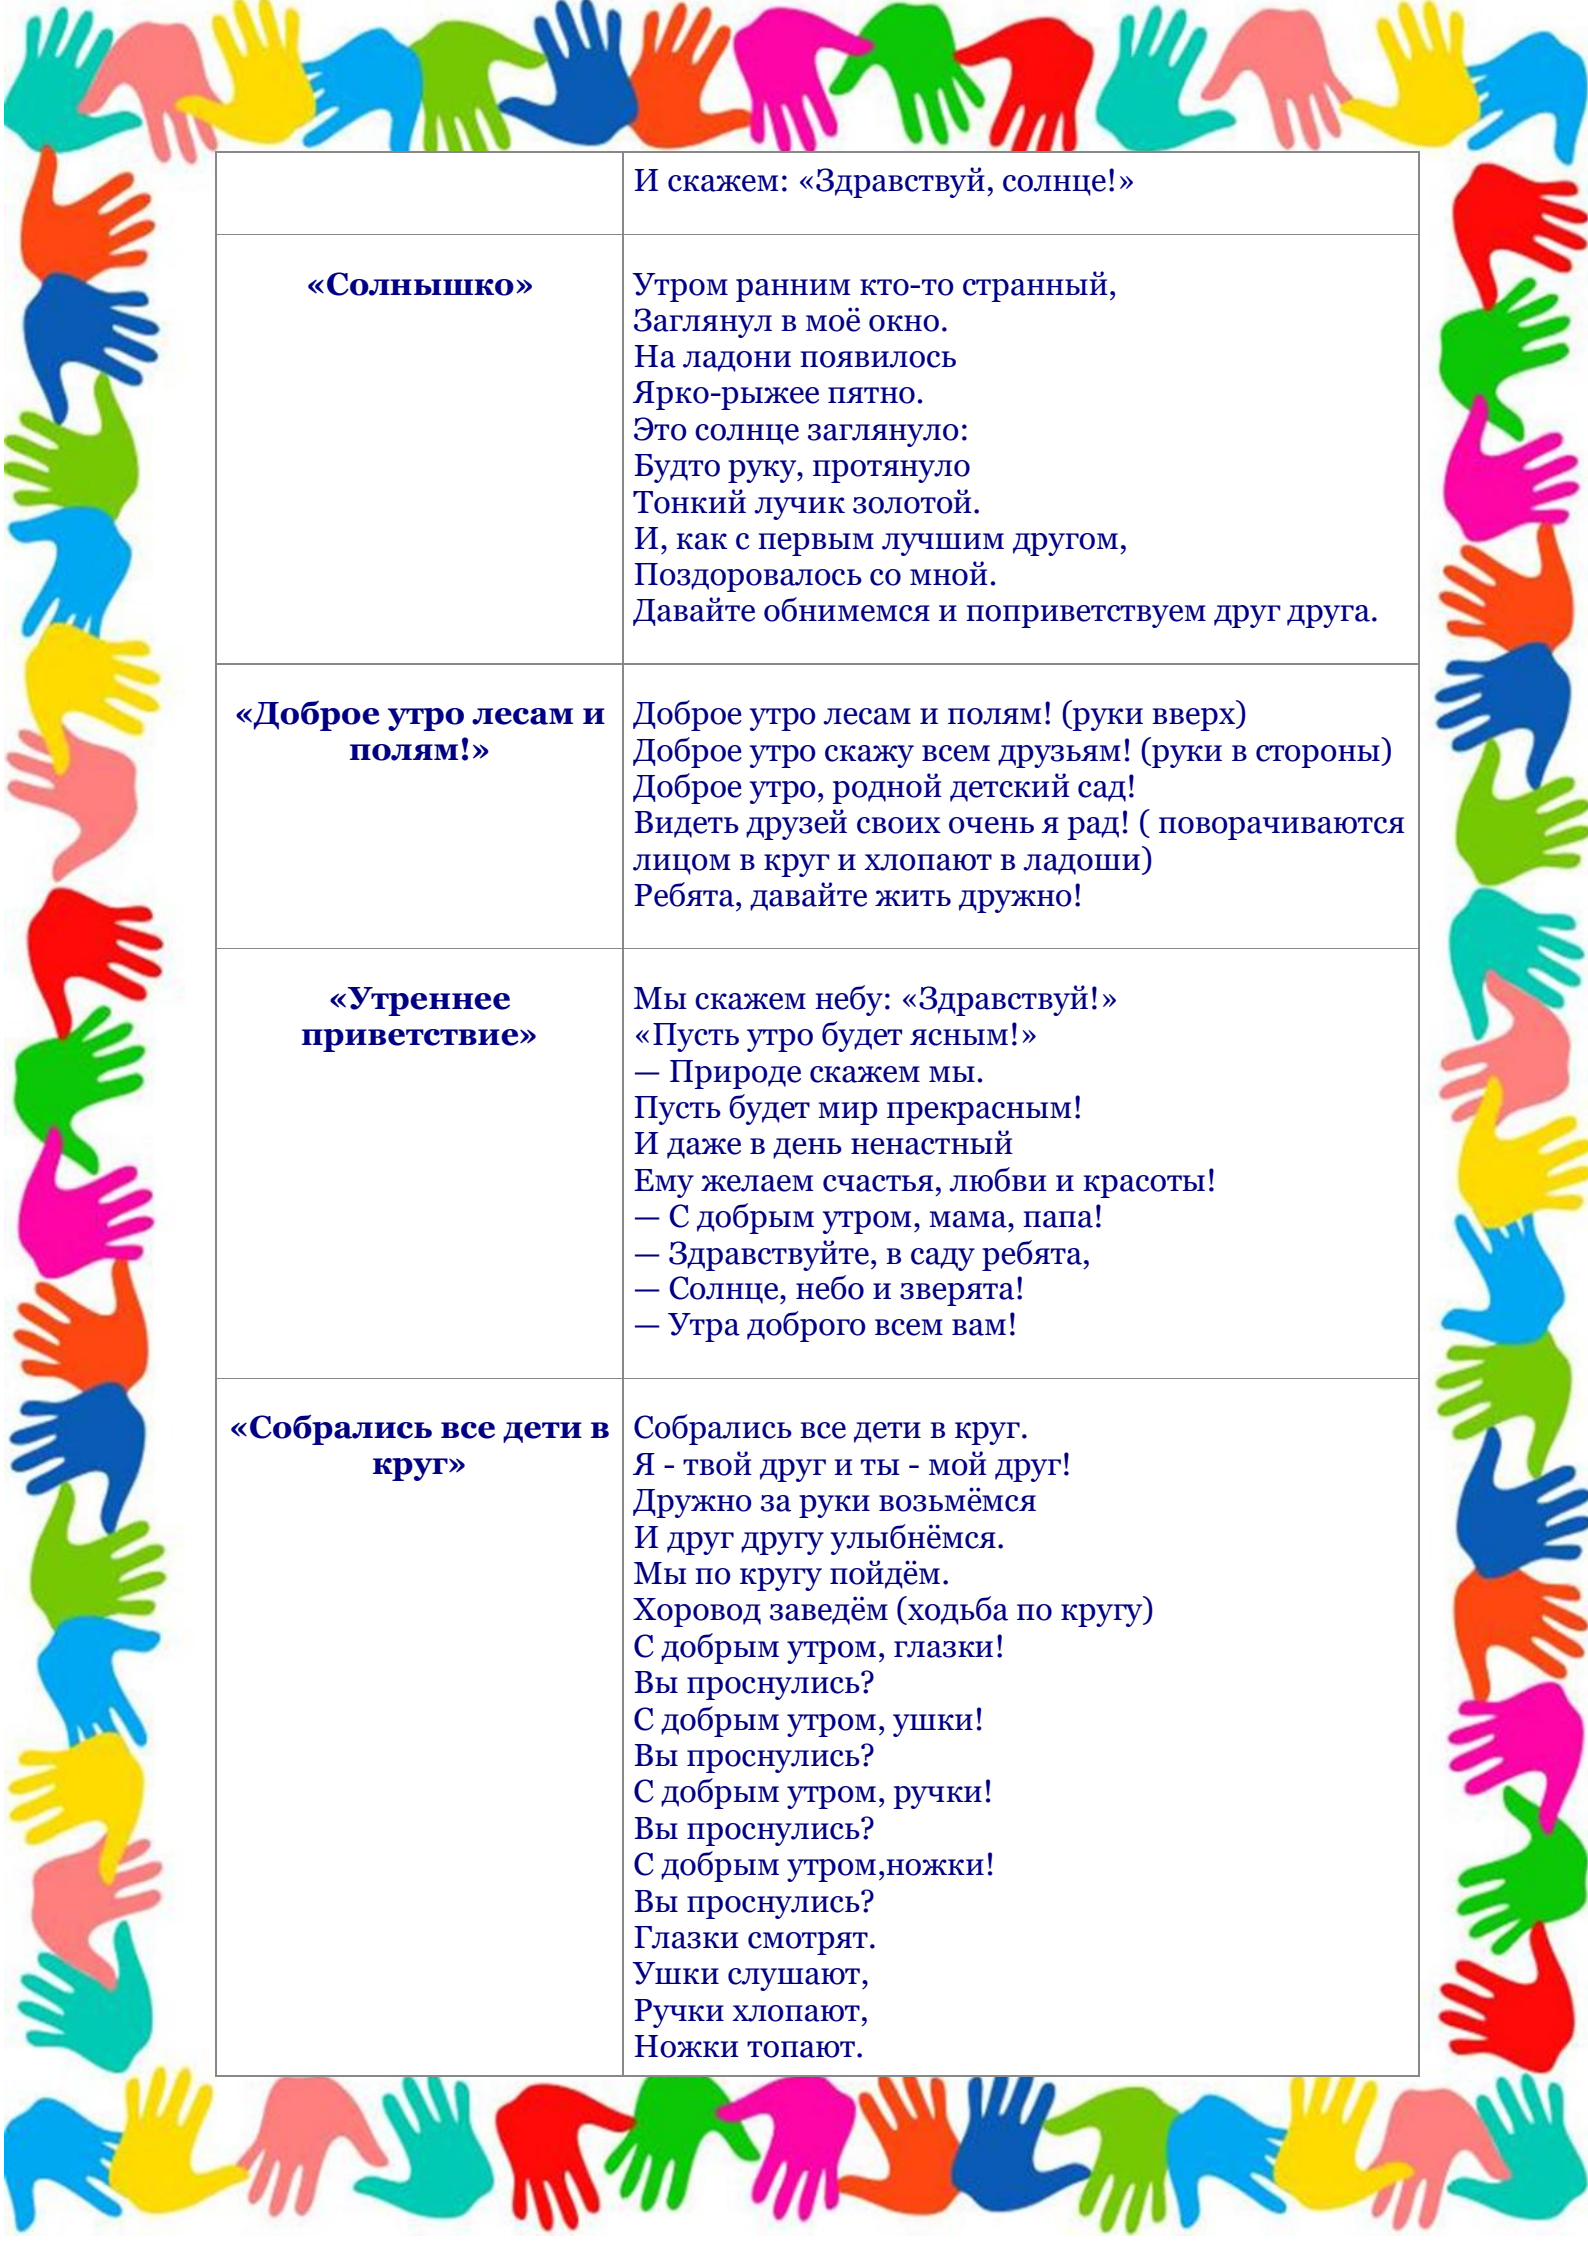 И скажем: «Здравствуй, солнце!»
«Солнышко»
Утром ранним кто-то странный,
Заглянул в моё окно.
На ладони появилось
Ярко-рыжее пятно.
Это солнце заглянуло:
Будто руку, протянуло
Тонкий лучик золотой.
И, как с первым лучшим другом,
Поздоровалось со мной.
Давайте обнимемся и поприветствуем друг друга.
«Доброе утро лесам и
полям!»
Доброе утро лесам и полям! (руки вверх)
Доброе утро скажу всем друзьям! (руки в стороны)
Доброе утро, родной детский сад!
Видеть друзей своих очень я рад! ( поворачиваются
лицом в круг и хлопают в ладоши)
Ребята, давайте жить дружно!
«Утреннее
приветствие»
Мы скажем небу: «Здравствуй!»
«Пусть утро будет ясным!»
— Природе скажем мы.
Пусть будет мир прекрасным!
И даже в день ненастный
Ему желаем счастья, любви и красоты!
— С добрым утром, мама, папа!
— Здравствуйте, в саду ребята,
— Солнце, небо и зверята!
— Утра доброго всем вам!
«Собрались все дети в
круг»
Собрались все дети в круг.
Я - твой друг и ты - мой друг!
Дружно за руки возьмёмся
И друг другу улыбнёмся.
Мы по кругу пойдём.
Хоровод заведём (ходьба по кругу)
С добрым утром, глазки!
Вы проснулись?
С добрым утром, ушки!
Вы проснулись?
С добрым утром, ручки!
Вы проснулись?
С добрым утром,ножки!
Вы проснулись?
Глазки смотрят.
Ушки слушают,
Ручки хлопают,
Ножки топают.